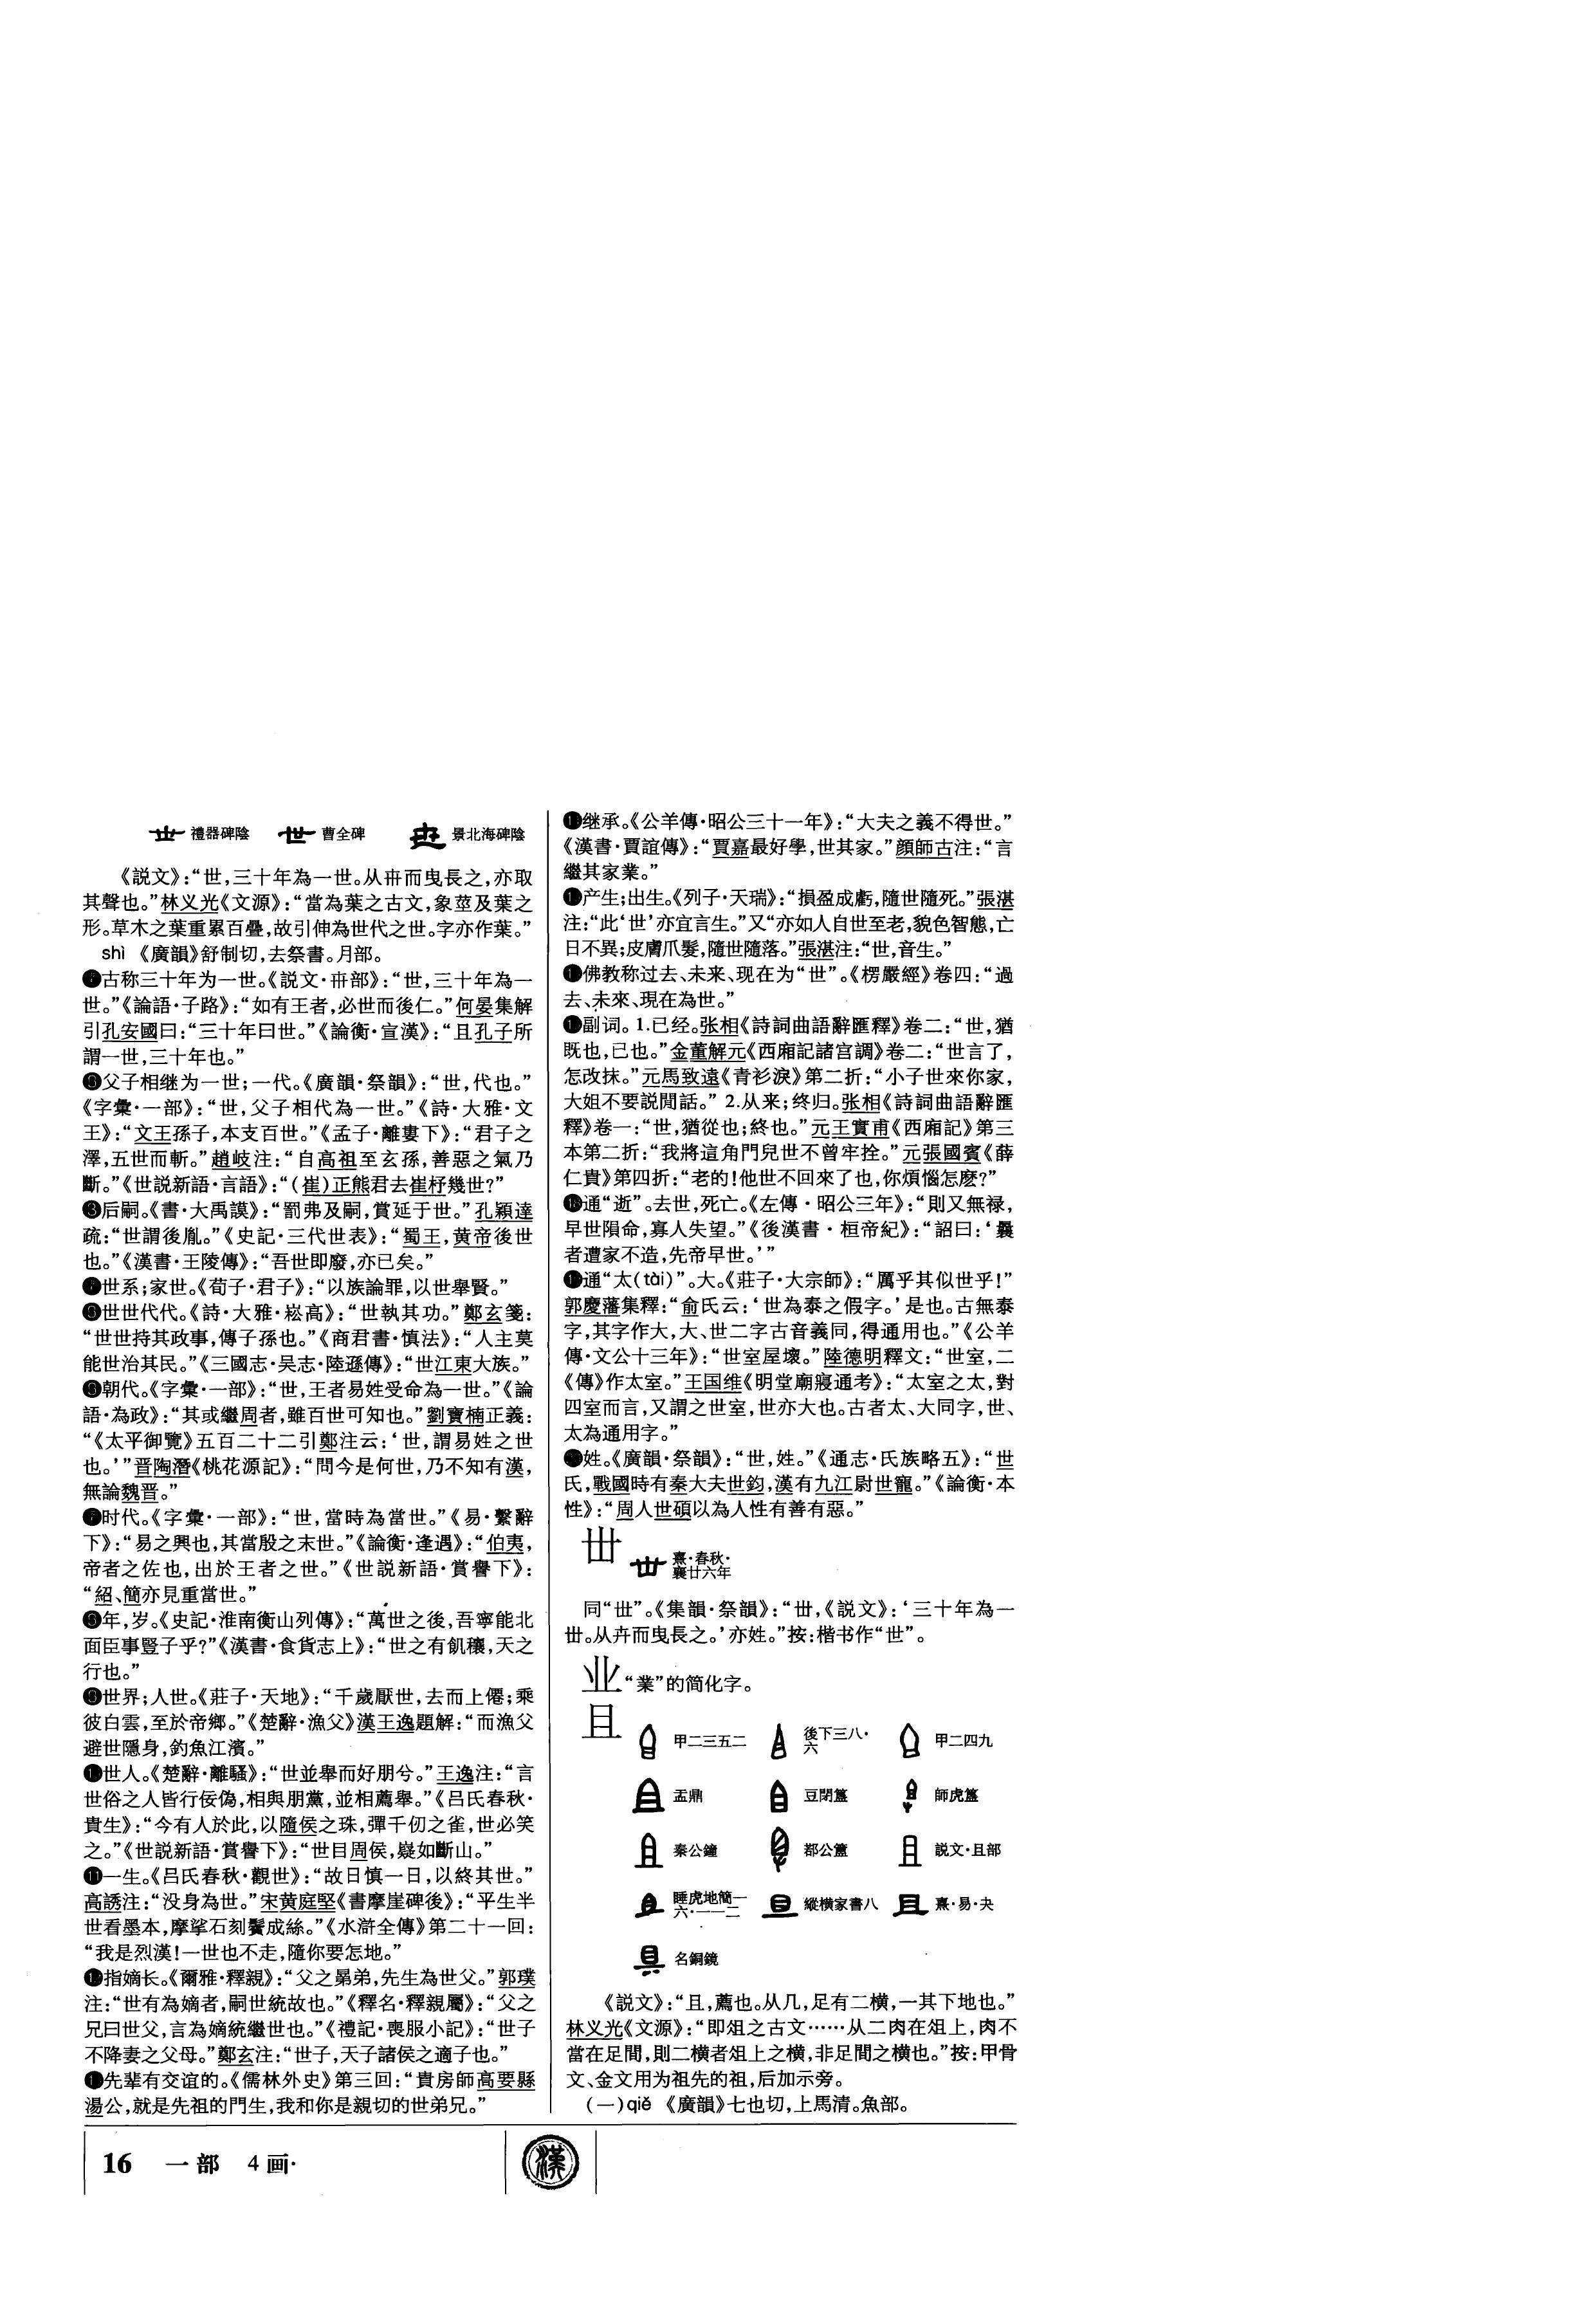 禮器碑陰 曹全碑 景北海碑陰
《説文》：“世，三十年為一世。从卅而曳長之，亦取
其聲也。”林义光《文源》：“當為葉之古文，象莖及葉之
形。草木之葉重累百疊，故引伸為世代之世。字亦作葉。”
shì 《廣韻》舒制切，去祭書。月部。
古称三十年为一世。《説文·卅部》：“世，三十年為一
世。”《論語·子路》：“如有王者，必世而後仁。”何晏集解
引孔安國曰：“三十年曰世。”《論衡·宣漢》：“且孔子所
謂一世，三十年也。”
父子相继为一世；一代。《廣韻·祭韻》：“世，代也。”
《字彙·一部》：“世，父子相代為一世。”《詩·大雅·文
王》：“文王孫子，本支百世。”《孟子·離婁下》：“君子之
澤，五世而斬。”趙岐注：“自高祖至玄孫，善惡之氣乃
斷。”《世説新語·言語》：“(崔)正熊君去崔杼幾世？”
❸后嗣。《書·大禹謨》：“罰弗及嗣，賞延于世。”孔穎達
疏：“世謂後胤。”《史記·三代世表》：“蜀王，黄帝後世
也。”《漢書·王陵傳》：“吾世即廢，亦已矣。”
世系；家世。《荀子·君子》：“以族論罪，以世舉賢。”
世世代代。《詩·大雅·崧高》：“世執其功。”鄭玄箋：
“世世持其政事，傳子孫也。”《商君書·慎法》：“人主莫
能世治其民。”《三國志·吴志·陸遜傳》：“世江東大族。”
朝代。《字彙·一部》：“世，王者易姓受命為一世。”《論
語·為政》：“其或繼周者，雖百世可知也。”劉寶楠正義：
“《太平御覽》五百二十二引鄭注云：‘世，謂易姓之世
也。’”晋陶潛《桃花源記》：“問今是何世，乃不知有漢，
無論魏晋。”
时代。《字彙·一部》：“世，當時為當世。”《易·繫辭
下》：“易之興也，其當殷之末世。”《論衡·逢遇》：“伯夷，
帝者之佐也，出於王者之世。”《世説新語·賞譽下》：
“紹、簡亦見重當世。”
年，岁。《史記·淮南衡山列傳》：“萬世之後，吾寧能北
面臣事豎子乎？”《漢書·食貨志上》：“世之有飢穰，天之
行也。”
世界；人世。《莊子·天地》：“千歲厭世，去而上僊；乘
彼白雲，至於帝鄉。”《楚辭·漁父》漢王逸題解：“而漁父
避世隱身，釣魚江濱。”
世人。《楚辭·離騷》：“世並舉而好朋兮。”王逸注：“言
世俗之人皆行佞偽，相與朋黨，並相薦舉。”《吕氏春秋·
貴生》：“今有人於此，以隨侯之珠，彈千仞之雀，世必笑
之。”《世説新語·賞譽下》：“世目周侯，嶷如斷山。”
⓫一生。《吕氏春秋·觀世》：“故日慎一日，以終其世。”
高誘注：“没身為世。”宋黄庭堅《書摩崖碑後》：“平生半
世看墨本，摩挲石刻鬢成絲。”《水滸全傳》第二十一回：
“我是烈漢！一世也不走，隨你要怎地。”
指嫡长。《爾雅·釋親》：“父之晜弟，先生為世父。”郭璞
注：“世有為嫡者，嗣世統故也。”《釋名·釋親屬》：“父之
兄曰世父，言為嫡統繼世也。”《禮記·喪服小記》：“世子
不降妻之父母。”鄭玄注：“世子，天子諸侯之適子也。”
先辈有交谊的。《儒林外史》第三回：“貴房師高要縣
湯公，就是先祖的門生，我和你是親切的世弟兄。”
继承。《公羊傳·昭公三十一年》：“大夫之義不得世。”
《漢書·賈誼傳》：“賈嘉最好學，世其家。”顔師古注：“言
繼其家業。”
产生；出生。《列子·天瑞》：“損盈成虧，隨世隨死。”張湛
注：“此‘世’亦宜言生。”又“亦如人自世至老，貌色智態，亡
日不異；皮膚爪髮，隨世隨落。”張湛注：“世，音生。”
佛教称过去、未来、现在为“世”。《楞嚴經》卷四：“過
去、未來、現在為世。”
副词。1.已经。张相《詩詞曲語辭匯釋》卷二：“世，猶
既也，已也。”金董解元《西廂記諸宫調》卷二：“世言了，
怎改抹。”元馬致遠《青衫淚》第二折：“小子世來你家，
大姐不要説閒話。” 2.从来；终归。张相《詩詞曲語辭匯
釋》卷一：“世，猶從也；終也。”元王實甫《西廂記》第三
本第二折：“我將這角門兒世不曾牢拴。”元張國賓《薛
仁貴》第四折：“老的！他世不回來了也，你煩惱怎麽？”
通“逝”。去世，死亡。《左傳·昭公三年》：“則又無禄，
早世隕命，寡人失望。”《後漢書·桓帝紀》：“詔曰：‘曩
者遭家不造，先帝早世。’”
通“太(tài)”。大。《莊子·大宗師》：“厲乎其似世乎！”
郭慶藩集釋：“俞氏云：‘世為泰之假字。’是也。古無泰
字，其字作大，大、世二字古音義同，得通用也。”《公羊
傳·文公十三年》：“世室屋壞。”陸德明釋文：“世室，二
《傳》作太室。”王国维《明堂廟寢通考》：“太室之太，對
四室而言，又謂之世室，世亦大也。古者太、大同字，世、
太為通用字。”
姓。《廣韻·祭韻》：“世，姓。”《通志·氏族略五》：“世
氏，戰國時有秦大夫世鈞，漢有九江尉世寵。”《論衡·本
性》：“周人世碩以為人性有善有惡。”
丗 熹·春秋·
襄廿六年
同“世”。《集韻·祭韻》：“丗，《説文》：‘三十年為一
丗。从卉而曳長之。’亦姓。”按：楷书作“世”。
业 “業”的简化字。
且 甲二三五二 後下三八·
六 甲二四九
盂鼎 豆閉簋 師虎簋
秦公鐘 郜公簠 説文·且部
睡虎地簡一
六·一一二 縱横家書八 熹·易·夬
名銅鏡
《説文》：“且，薦也。从几，足有二横，一其下地也。”
林义光《文源》：“即俎之古文……从二肉在俎上，肉不
當在足間，則二横者俎上之横，非足間之横也。”按：甲骨
文、金文用为祖先的祖，后加示旁。
(一)qiě 《廣韻》七也切，上馬清。魚部。
16 一部 4画·
漢